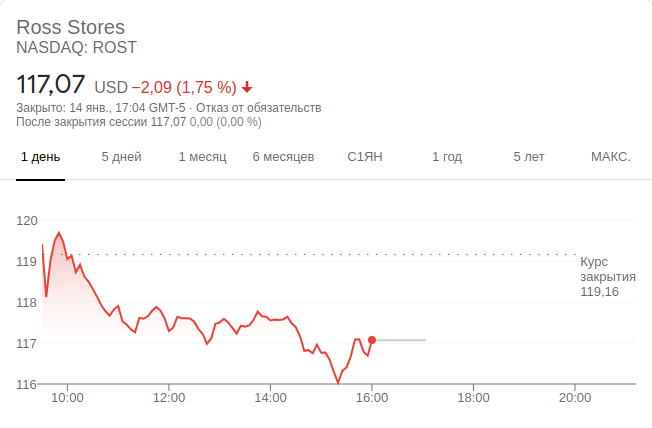 Ross Stores
NASDAQ: ROST
117,07 USD −2,09 (1,75 %)
Закрыто: 14 янв., 17:04 GMT-5 · Отказ от обязательств
После закрытия сессии 117,07 0,00 (0,00 %)
1 день 5 дней 1 месяц 6 месяцев С1ЯН 1 год 5 лет МАКС.
120
119
118
117
116
Курс
закрытия
119,16
10:00 12:00 14:00 16:00 18:00 20:00